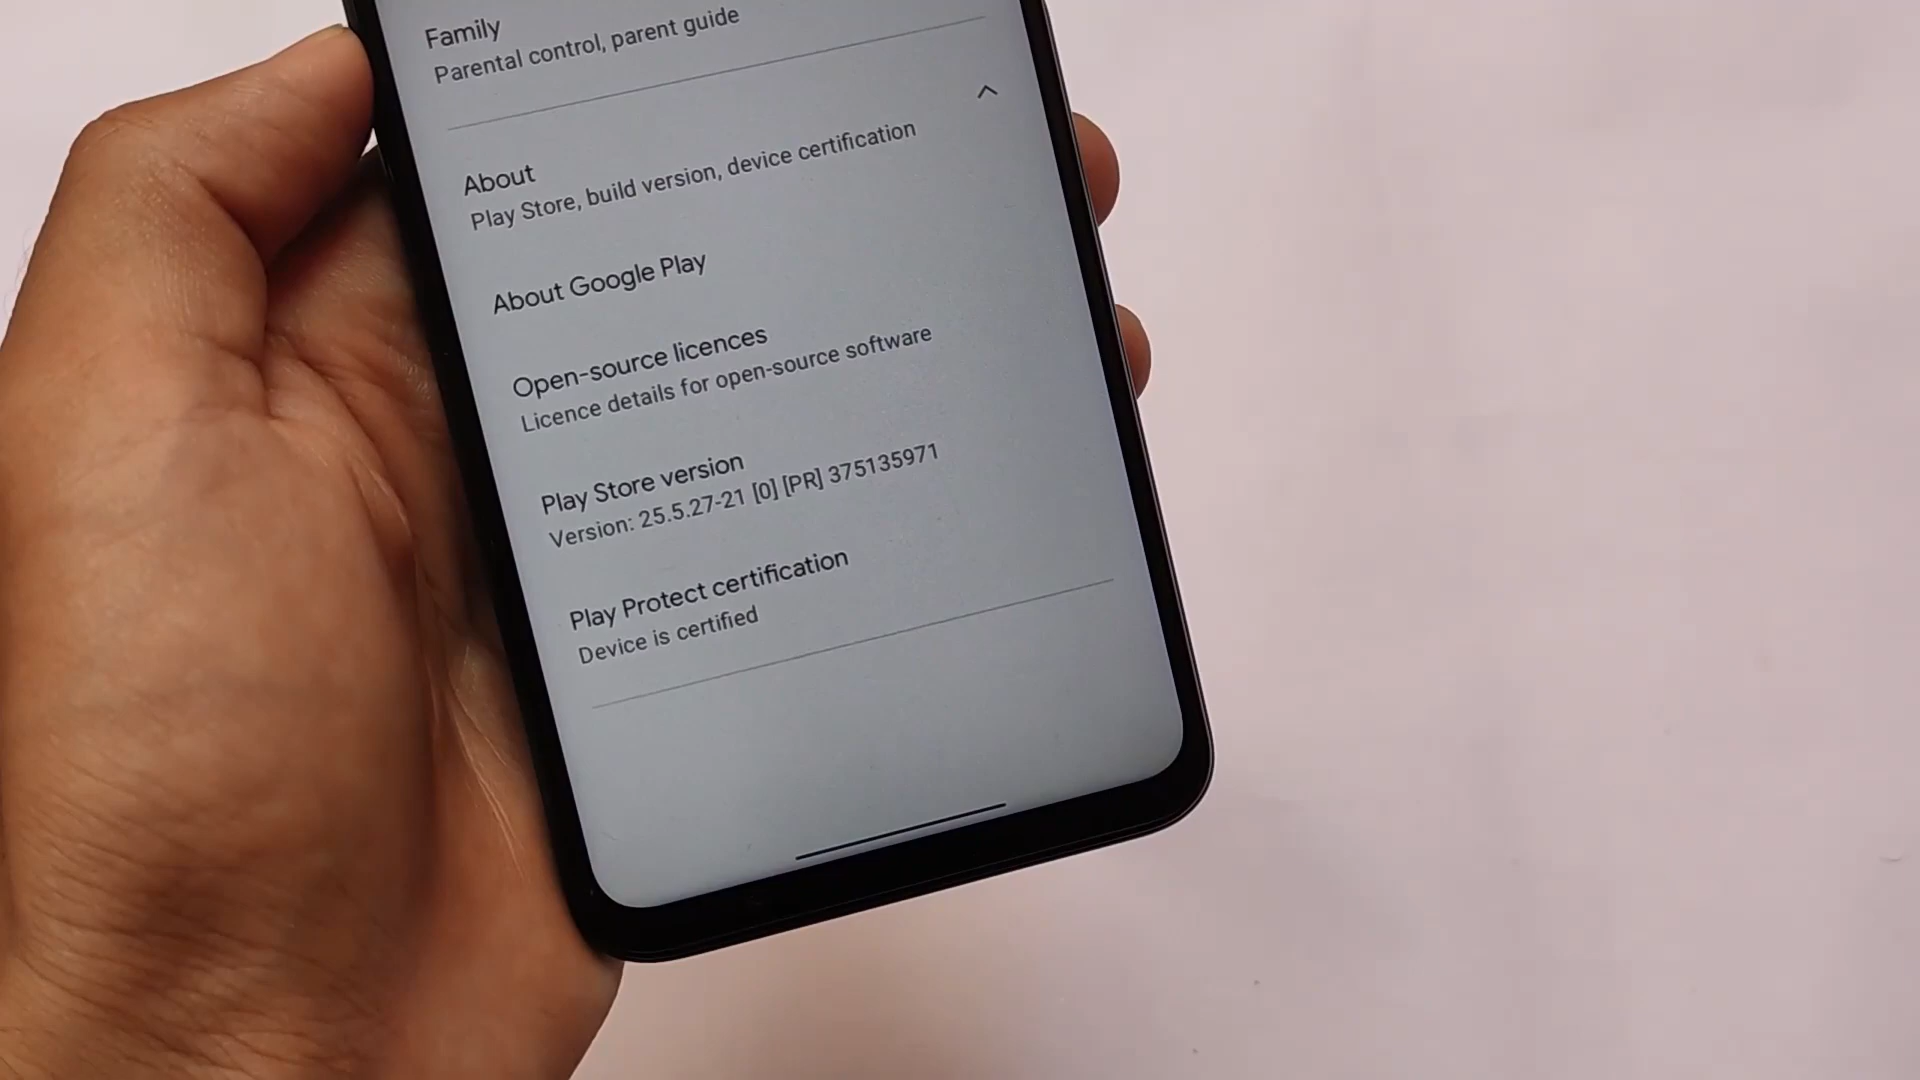 Family
Parental control, parent guide
About
Play Store, build version, device certification
About Google Play
Open-source licences
Licence details for open-source software
Play Store version
Version: 25.5.27-21 [0] [PR] 375135971
Play Protect certification
Device is certified